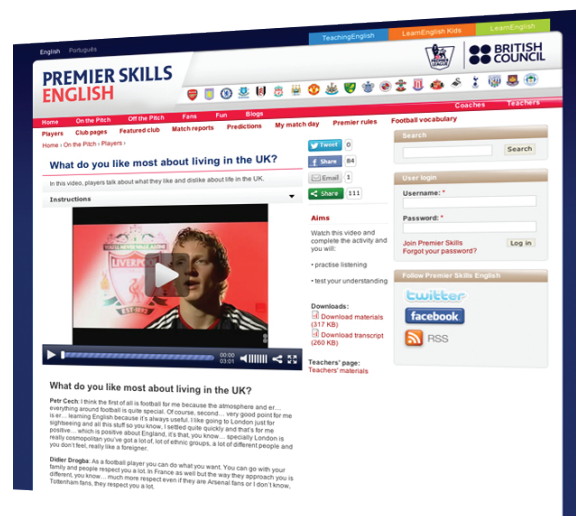 English Português
TeachingEnglish LearnEnglish Kids LearnEnglish
PREMIER SKILLS
ENGLISH
BRITISH
COUNCIL
Coaches Teachers
Home On the Pitch Off the Pitch Fans Fun Blogs
Players Club pages Featured club Match reports Predictions My match day Premier rules Football vocabulary
Home › On the Pitch › Players ›
What do you like most about living in the UK?
In this video, players talk about what they like and dislike about life in the UK.
Instructions
YOU'LL NEVER WALK ALONE
LIVERPOOL
EST·1892
00:00
03:01
What do you like most about living in the UK?
Petr Cech: I think the first of all is football for me because the atmosphere and er…
everything around football is quite special. Of course, second… very good point for me
is er… learning English because it's always useful. I like going to London just for
sightseeing and all this stuff so you know, I settled quite quickly and that's for me
positive… which is positive about England, it's that, you know… specially London is
really cosmopolitan you've got a lot of, lot of ethnic groups, a lot of different people and
you don't feel, really like a foreigner.
Didier Drogba: As a football player you can do what you want. You can go with your
family and people respect you a lot. In France as well but the way they approach you is
different, you know… much more respect even if they are Arsenal fans or I don't know,
Tottenham fans, they respect you a lot.
Tweet 0
Share 84
Email 1
Share 111
Aims
Watch this video and
complete the activity and
you will:
• practise listening
• test your understanding
Downloads:
Download materials
(317 KB)
Download transcript
(260 KB)
Teachers' page:
Teachers' materials
Search
Search
User login
Username: *
Password: *
Join Premier Skills
Forgot your password?
Log in
Follow Premier Skills English
twitter
facebook
RSS